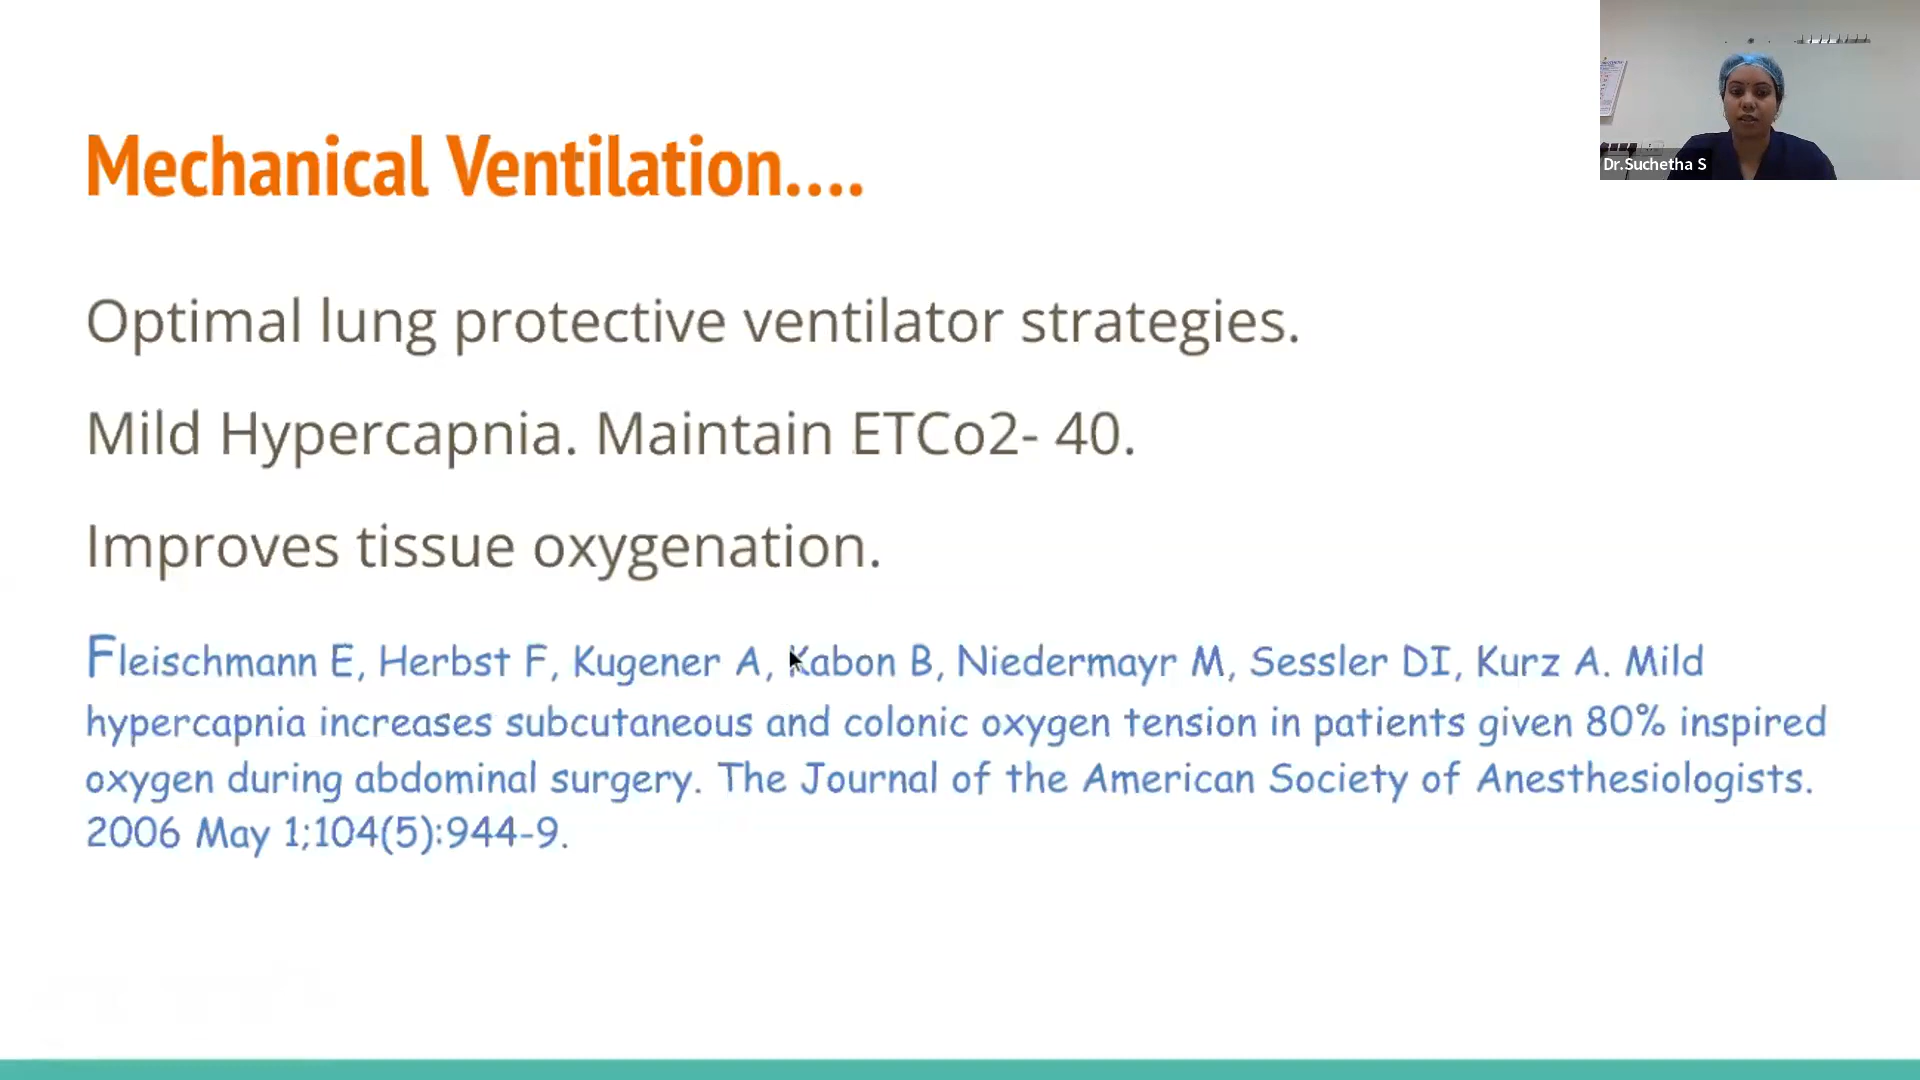 Mechanical Ventilation....
Optimal lung protective ventilator strategies.
Mild Hypercapnia. Maintain ETCo2- 40.
Improves tissue oxygenation.
Fleischmann E, Herbst F, Kugener A, Kabon B, Niedermayr M, Sessler DI, Kurz A. Mild
hypercapnia increases subcutaneous and colonic oxygen tension in patients given 80% inspired
oxygen during abdominal surgery. The Journal of the American Society of Anesthesiologists.
2006 May 1;104(5):944-9.
Dr.Suchetha S